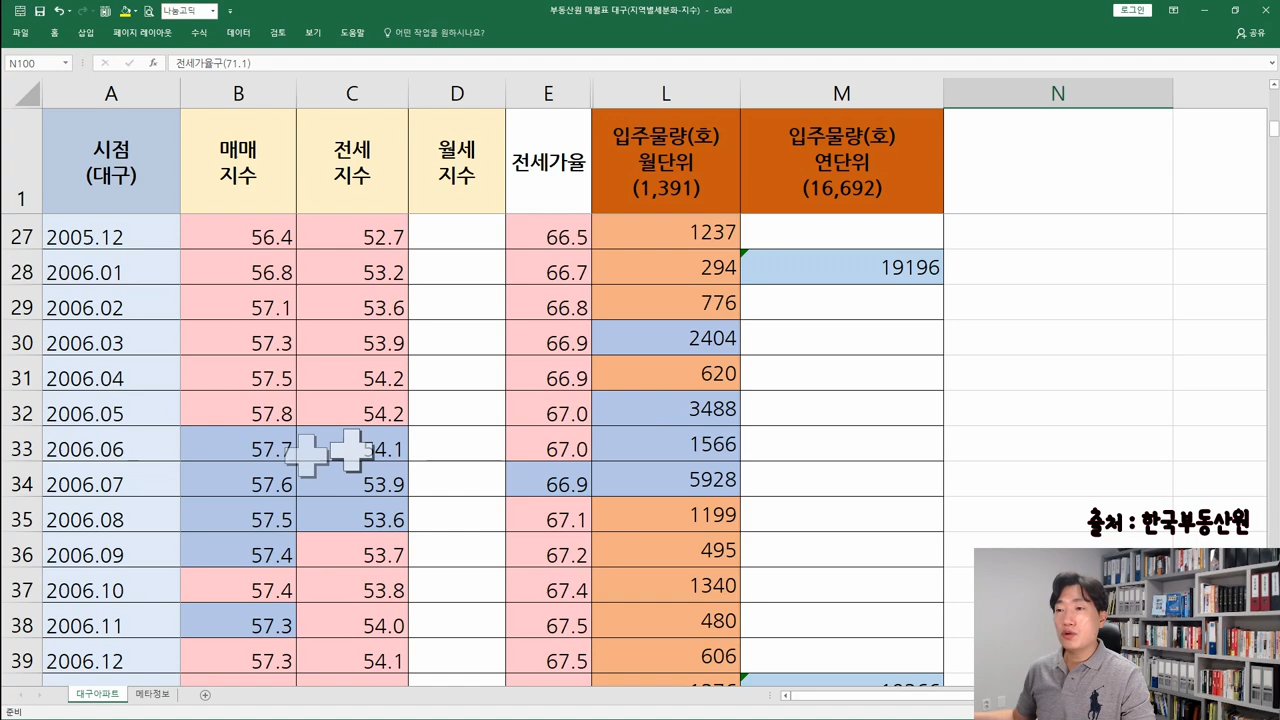 나눔고딕
부동산원 매월표 대구(지역별세분화-지수) - Excel
로그인
파일 홈 삽입 페이지 레이아웃 수식 데이터 검토 보기 도움말 어떤 작업을 원하시나요? 공유
N100 fx 전세가율구(71.1)
A B C D E L M N
1 시점 (대구) 매매 지수 전세 지수 월세 지수 전세가율 입주물량(호) 월단위 (1,391) 입주물량(호) 연단위 (16,692)
27 2005.12 56.4 52.7 66.5 1237
28 2006.01 56.8 53.2 66.7 294 19196
29 2006.02 57.1 53.6 66.8 776
30 2006.03 57.3 53.9 66.9 2404
31 2006.04 57.5 54.2 66.9 620
32 2006.05 57.8 54.2 67.0 3488
33 2006.06 57.7 54.1 67.0 1566
34 2006.07 57.6 53.9 66.9 5928
35 2006.08 57.5 53.6 67.1 1199
36 2006.09 57.4 53.7 67.2 495
37 2006.10 57.4 53.8 67.4 1340
38 2006.11 57.3 54.0 67.5 480
39 2006.12 57.3 54.1 67.5 606
출처 : 한국부동산원
대구아파트 메타정보
준비